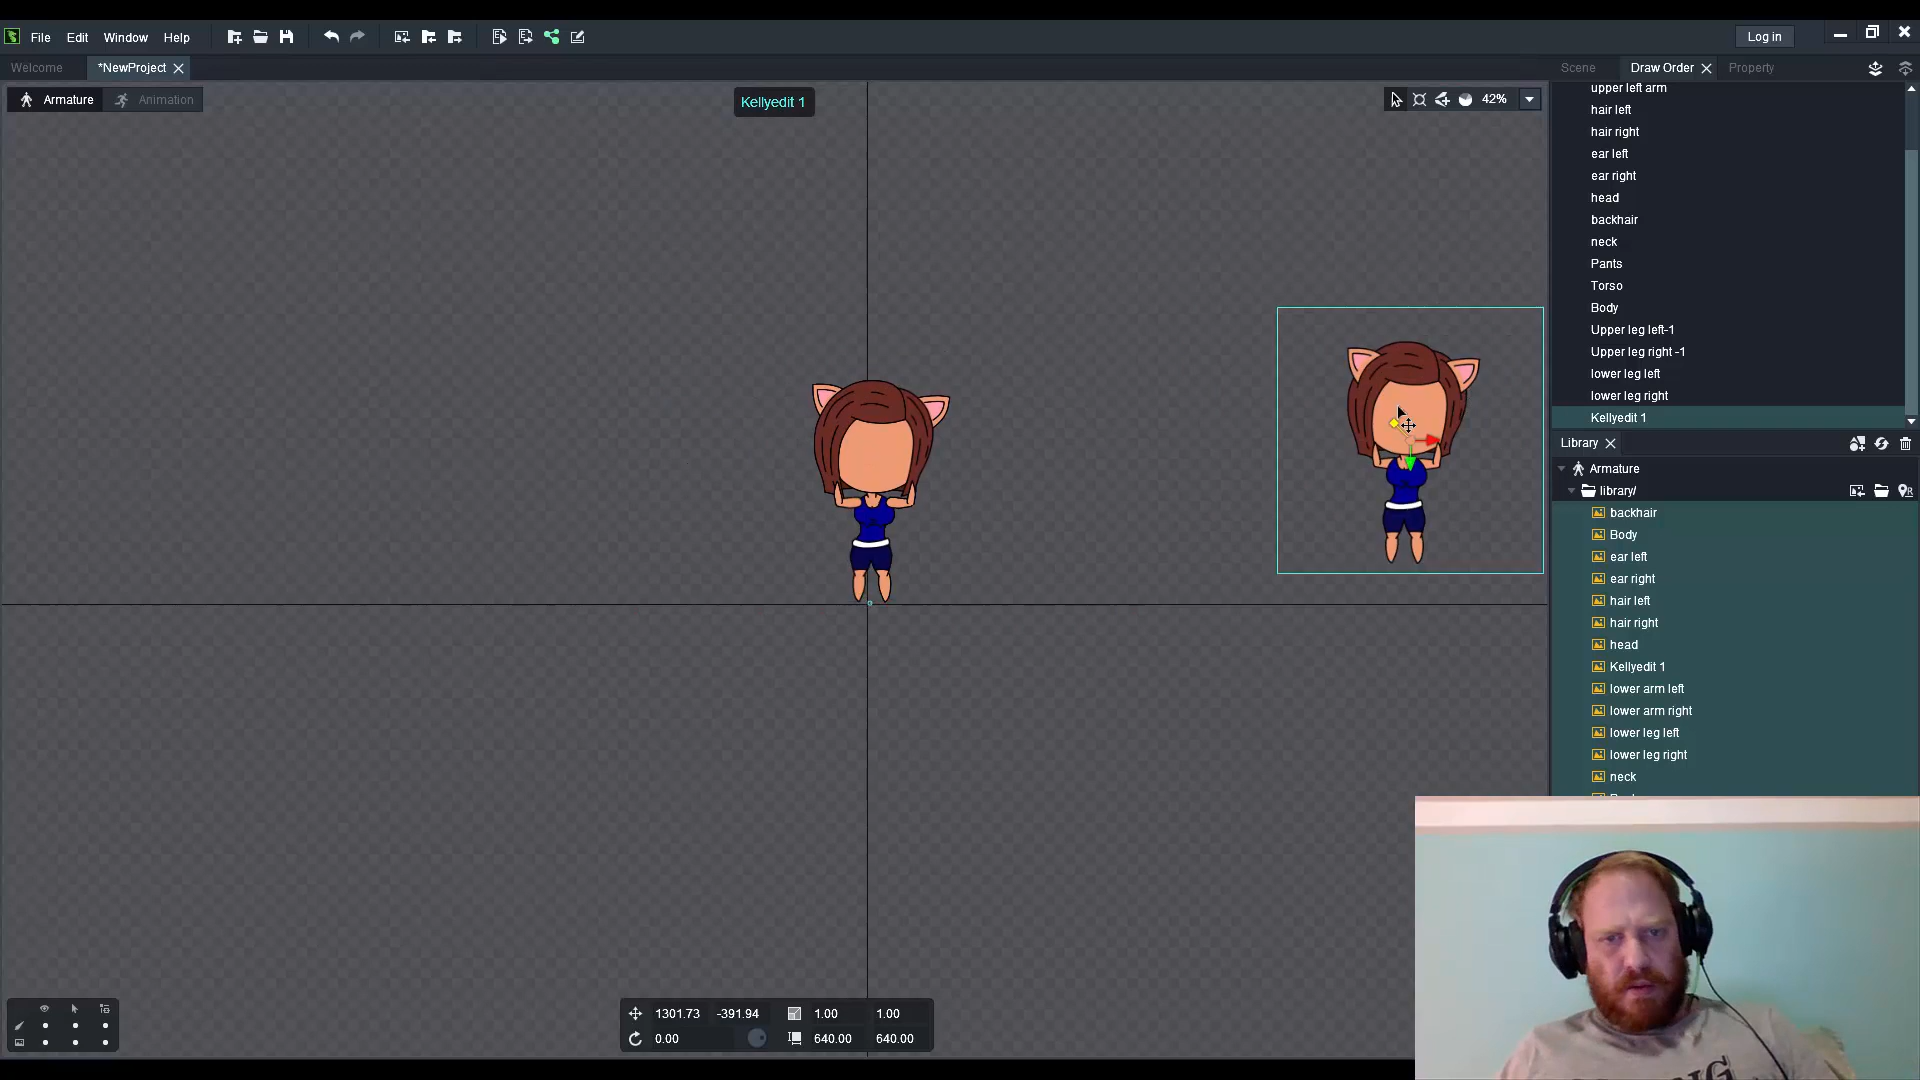 File Edit Window Help
Log in
Welcome *NewProject
Scene Draw Order Property
Armature Animation
Kellyedit 1
42%
upper left arm
hair left
hair right
ear left
ear right
head
backhair
neck
Pants
Torso
Body
Upper leg left-1
Upper leg right -1
lower leg left
lower leg right
Kellyedit 1
Library
Armature
library/
backhair
Body
ear left
ear right
hair left
hair right
head
Kellyedit 1
lower arm left
lower arm right
lower leg left
lower leg right
neck
1301.73 -391.94 1.00 1.00
0.00 640.00 640.00